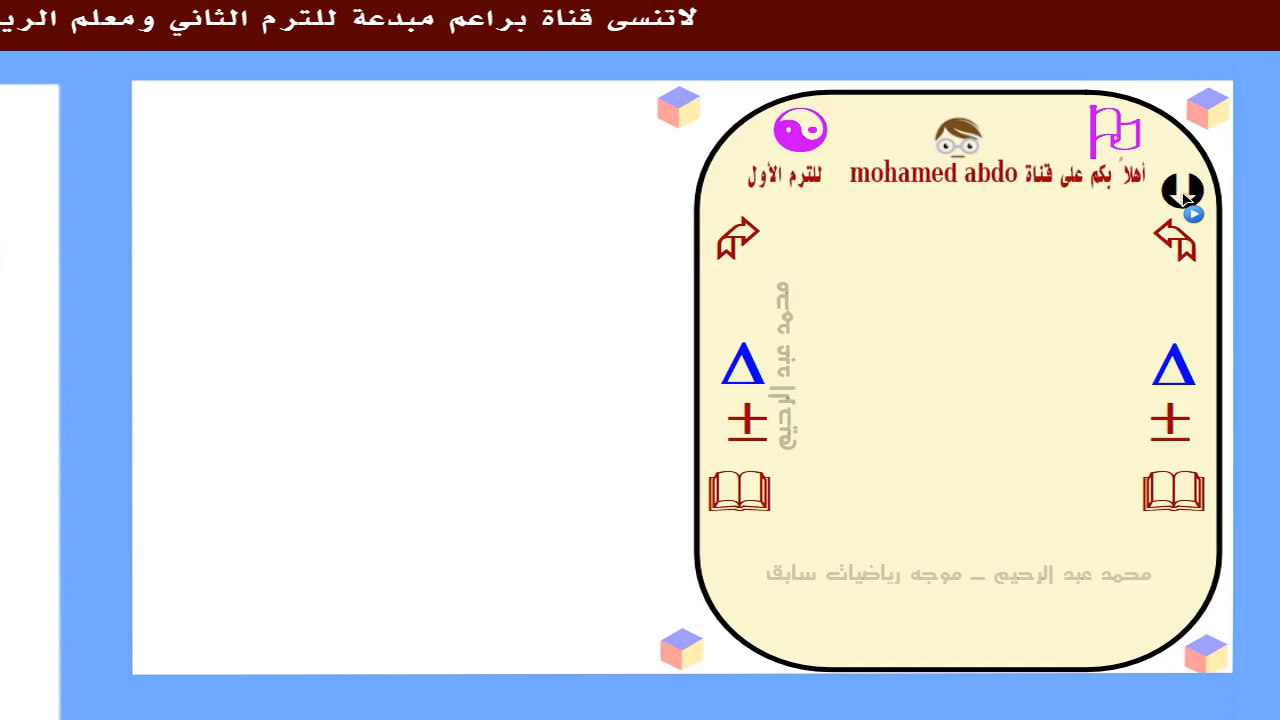 لاتنسى قناة براعم مبدعة للترم الثاني ومعلم
أهلاً بكم على قناة mohamed abdo للترم الأول
محمد عبد الرحيم
Δ Δ
± ±
محمد عبد الرحيم – موجه رياضيات سابق